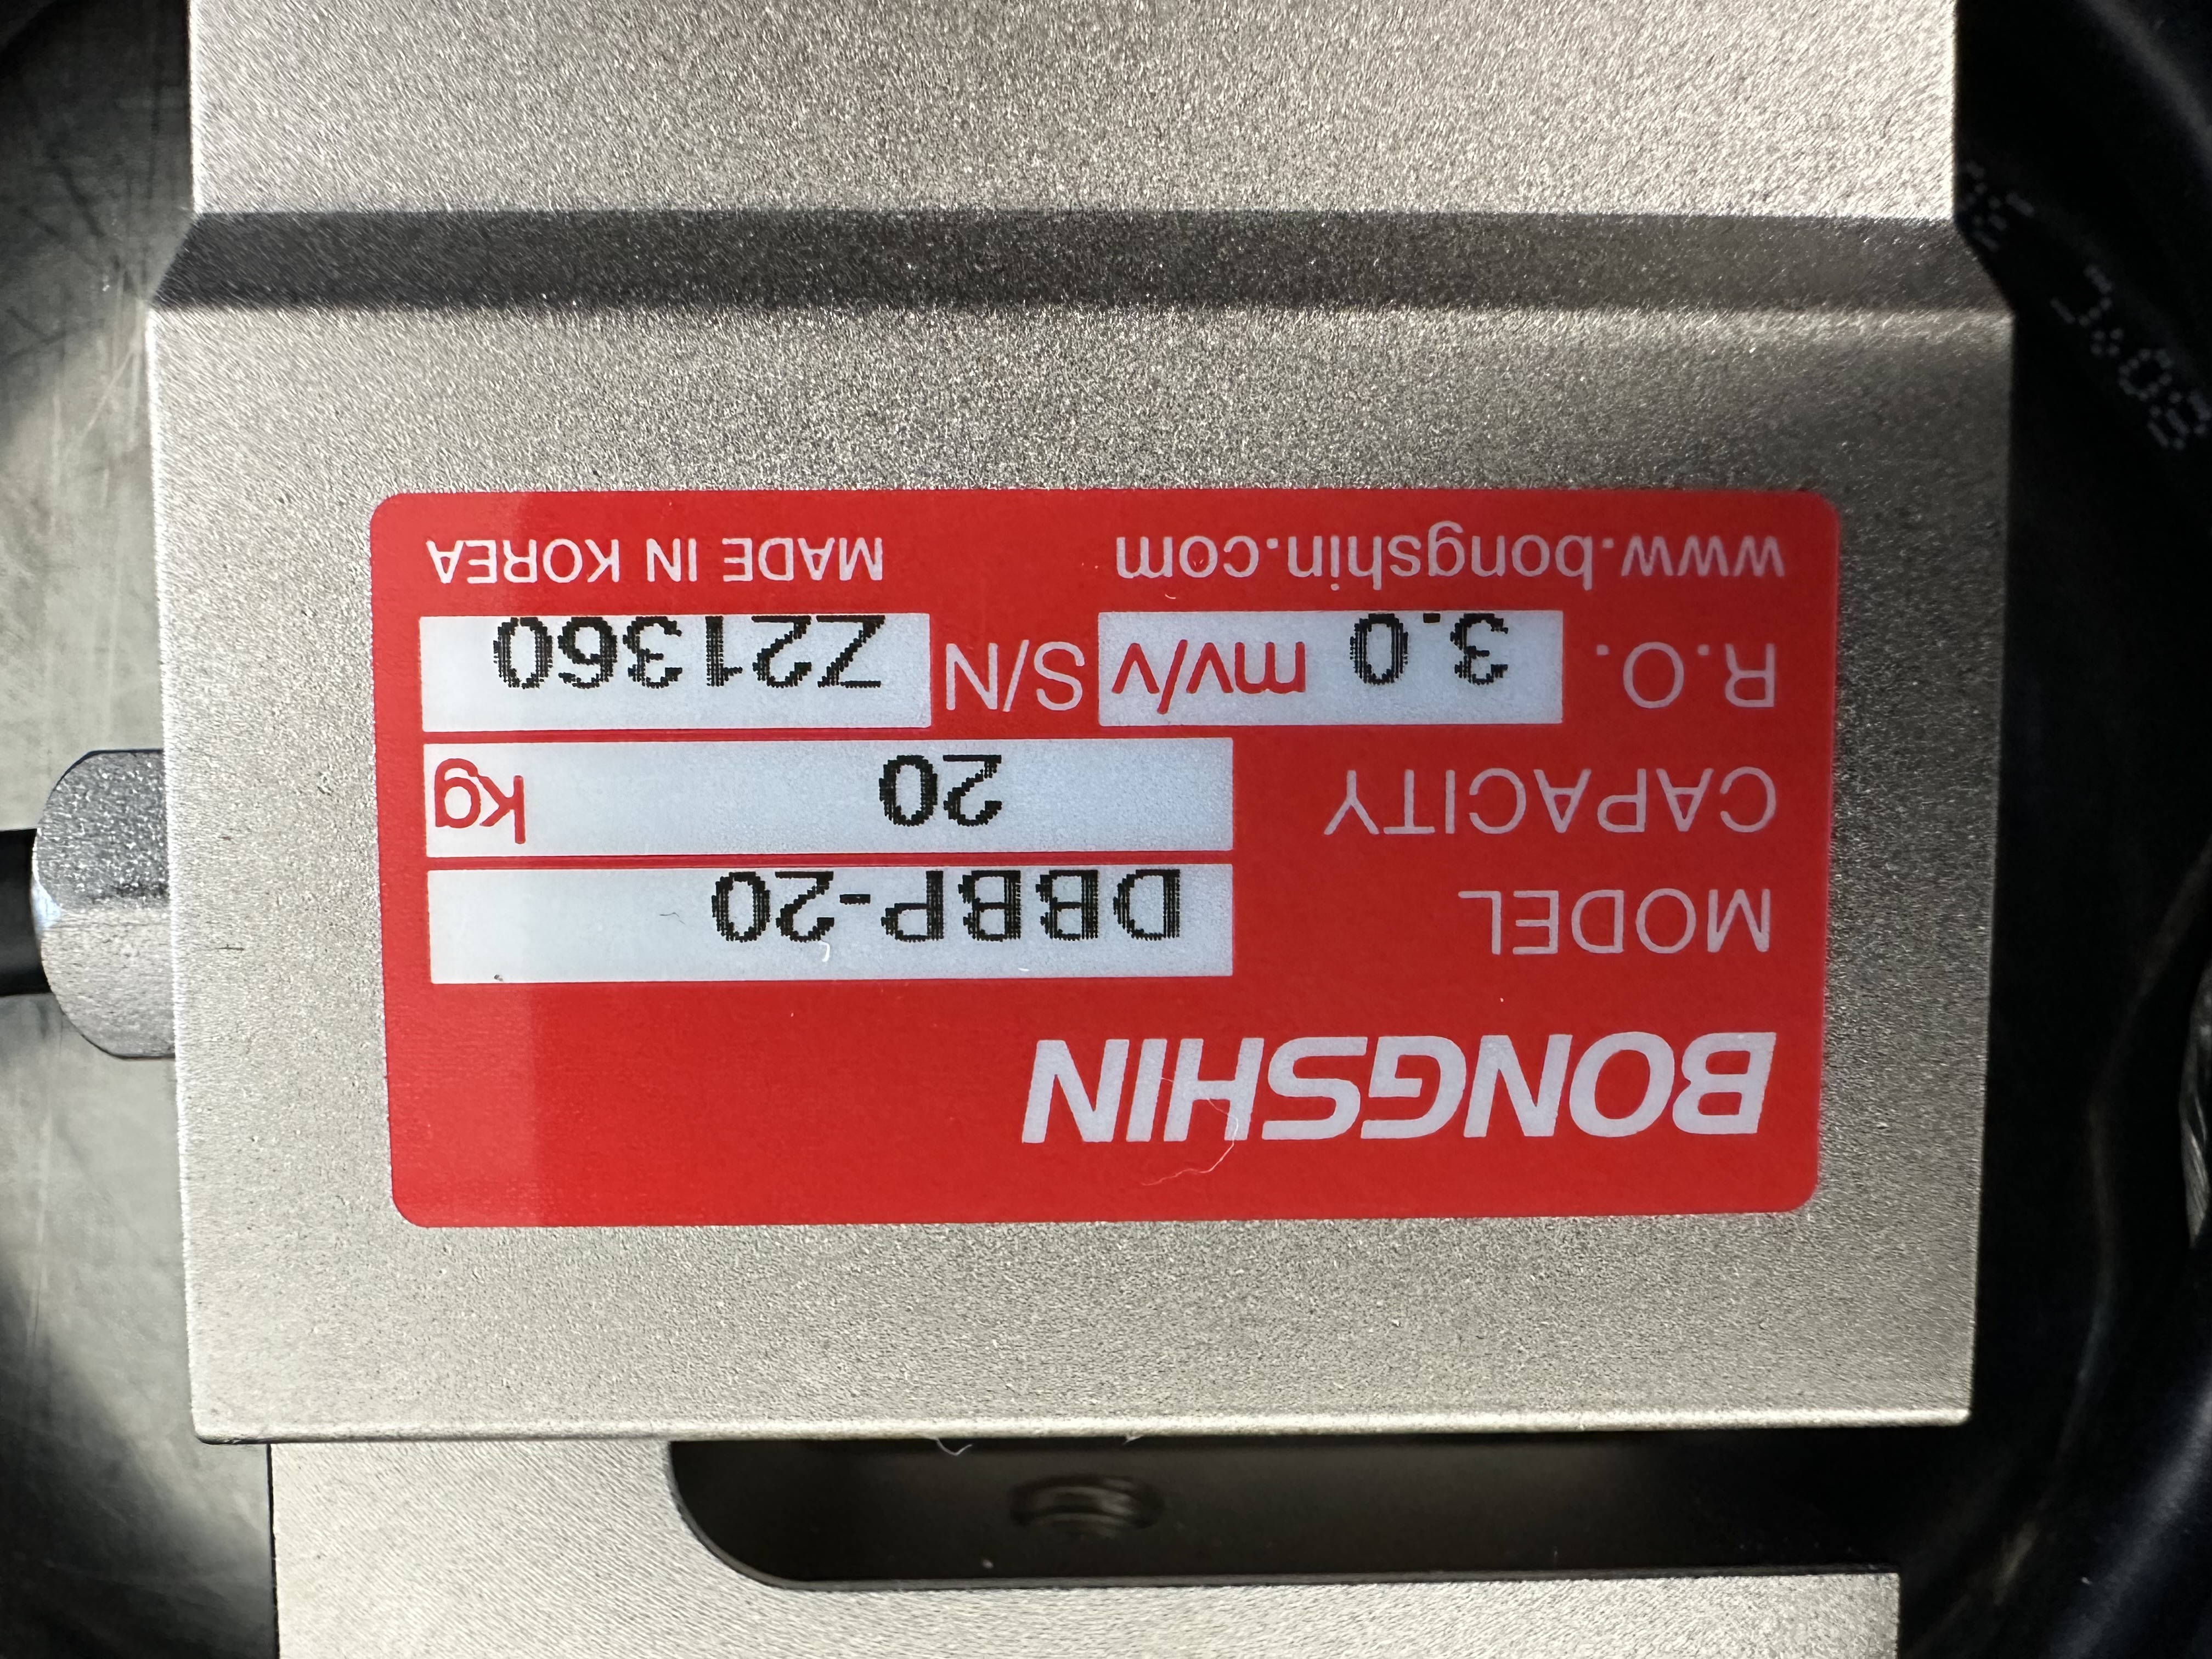 BONGSHIN
MODEL DBBP-20
CAPACITY 20 kg
R.O. 3.0 mv/v S/N Z21360
www.bongshin.com MADE IN KOREA